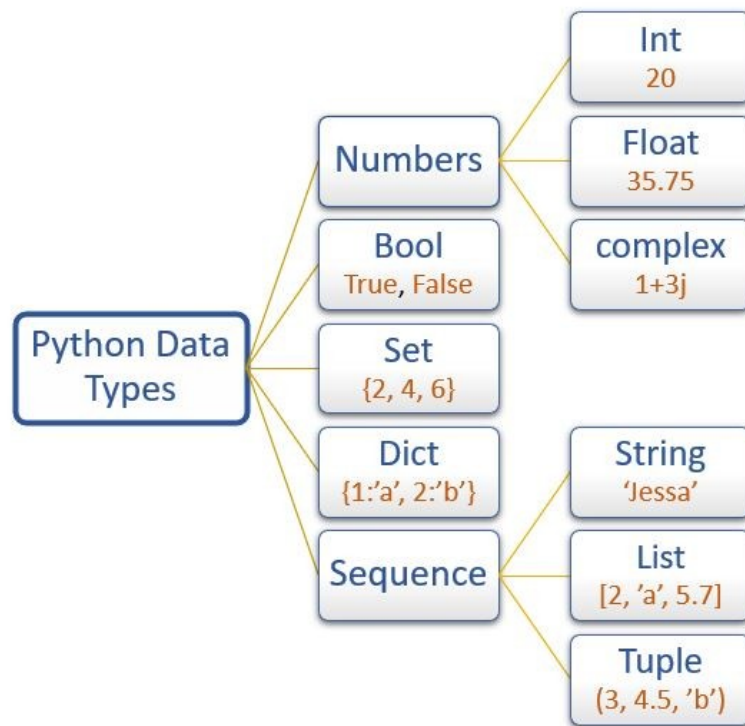 Python Data
Types
Numbers
Int
20
Float
35.75
complex
1+3j
Bool
True, False
Set
{2, 4, 6}
Dict
{1:’a’, 2:’b’}
Sequence
String
‘Jessa’
List
[2, ’a’, 5.7]
Tuple
(3, 4.5, ’b’)